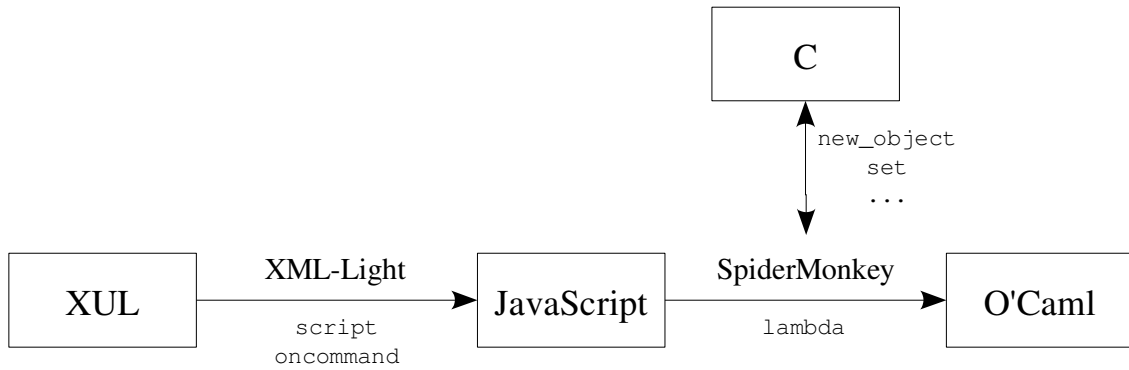 C
new_object
set
...
XML-Light
SpiderMonkey
XUL
JavaScript
O'Caml
script
lambda
oncommand